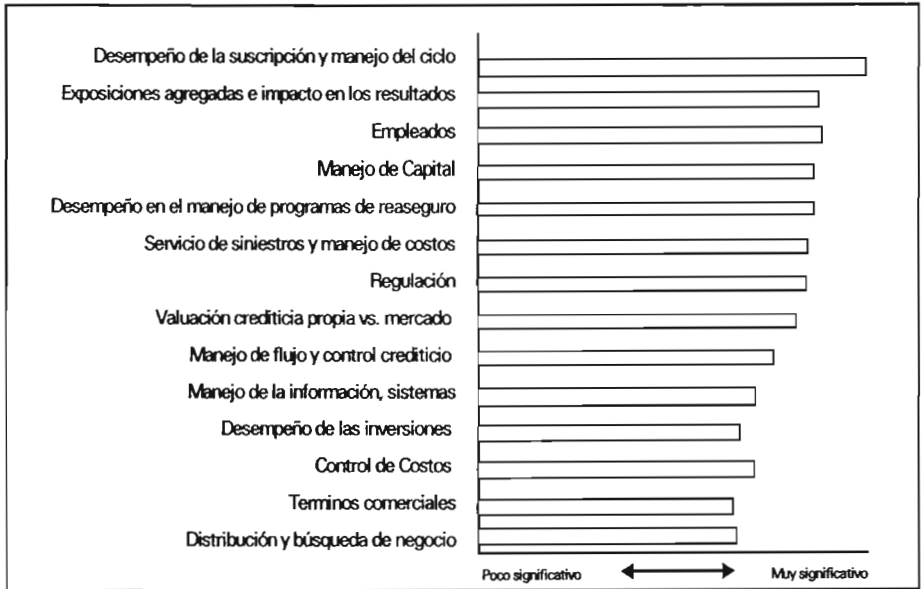 Desempeño de la suscripción y manejo del ciclo
Exposiciones agregadas e impacto en los resultados
Empleados
Manejo de Capital
Desempeño en el manejo de programas de reaseguro
Servicio de siniestros y manejo de costos
Regulación
Valuación crediticia propia vs. mercado
Manejo de flujo y control crediticio
Manejo de la información, sistemas
Desempeño de las inversiones
Control de Costos
Terminos comerciales
Distribución y búsqueda de negocio
Poco significativo Muy significativo